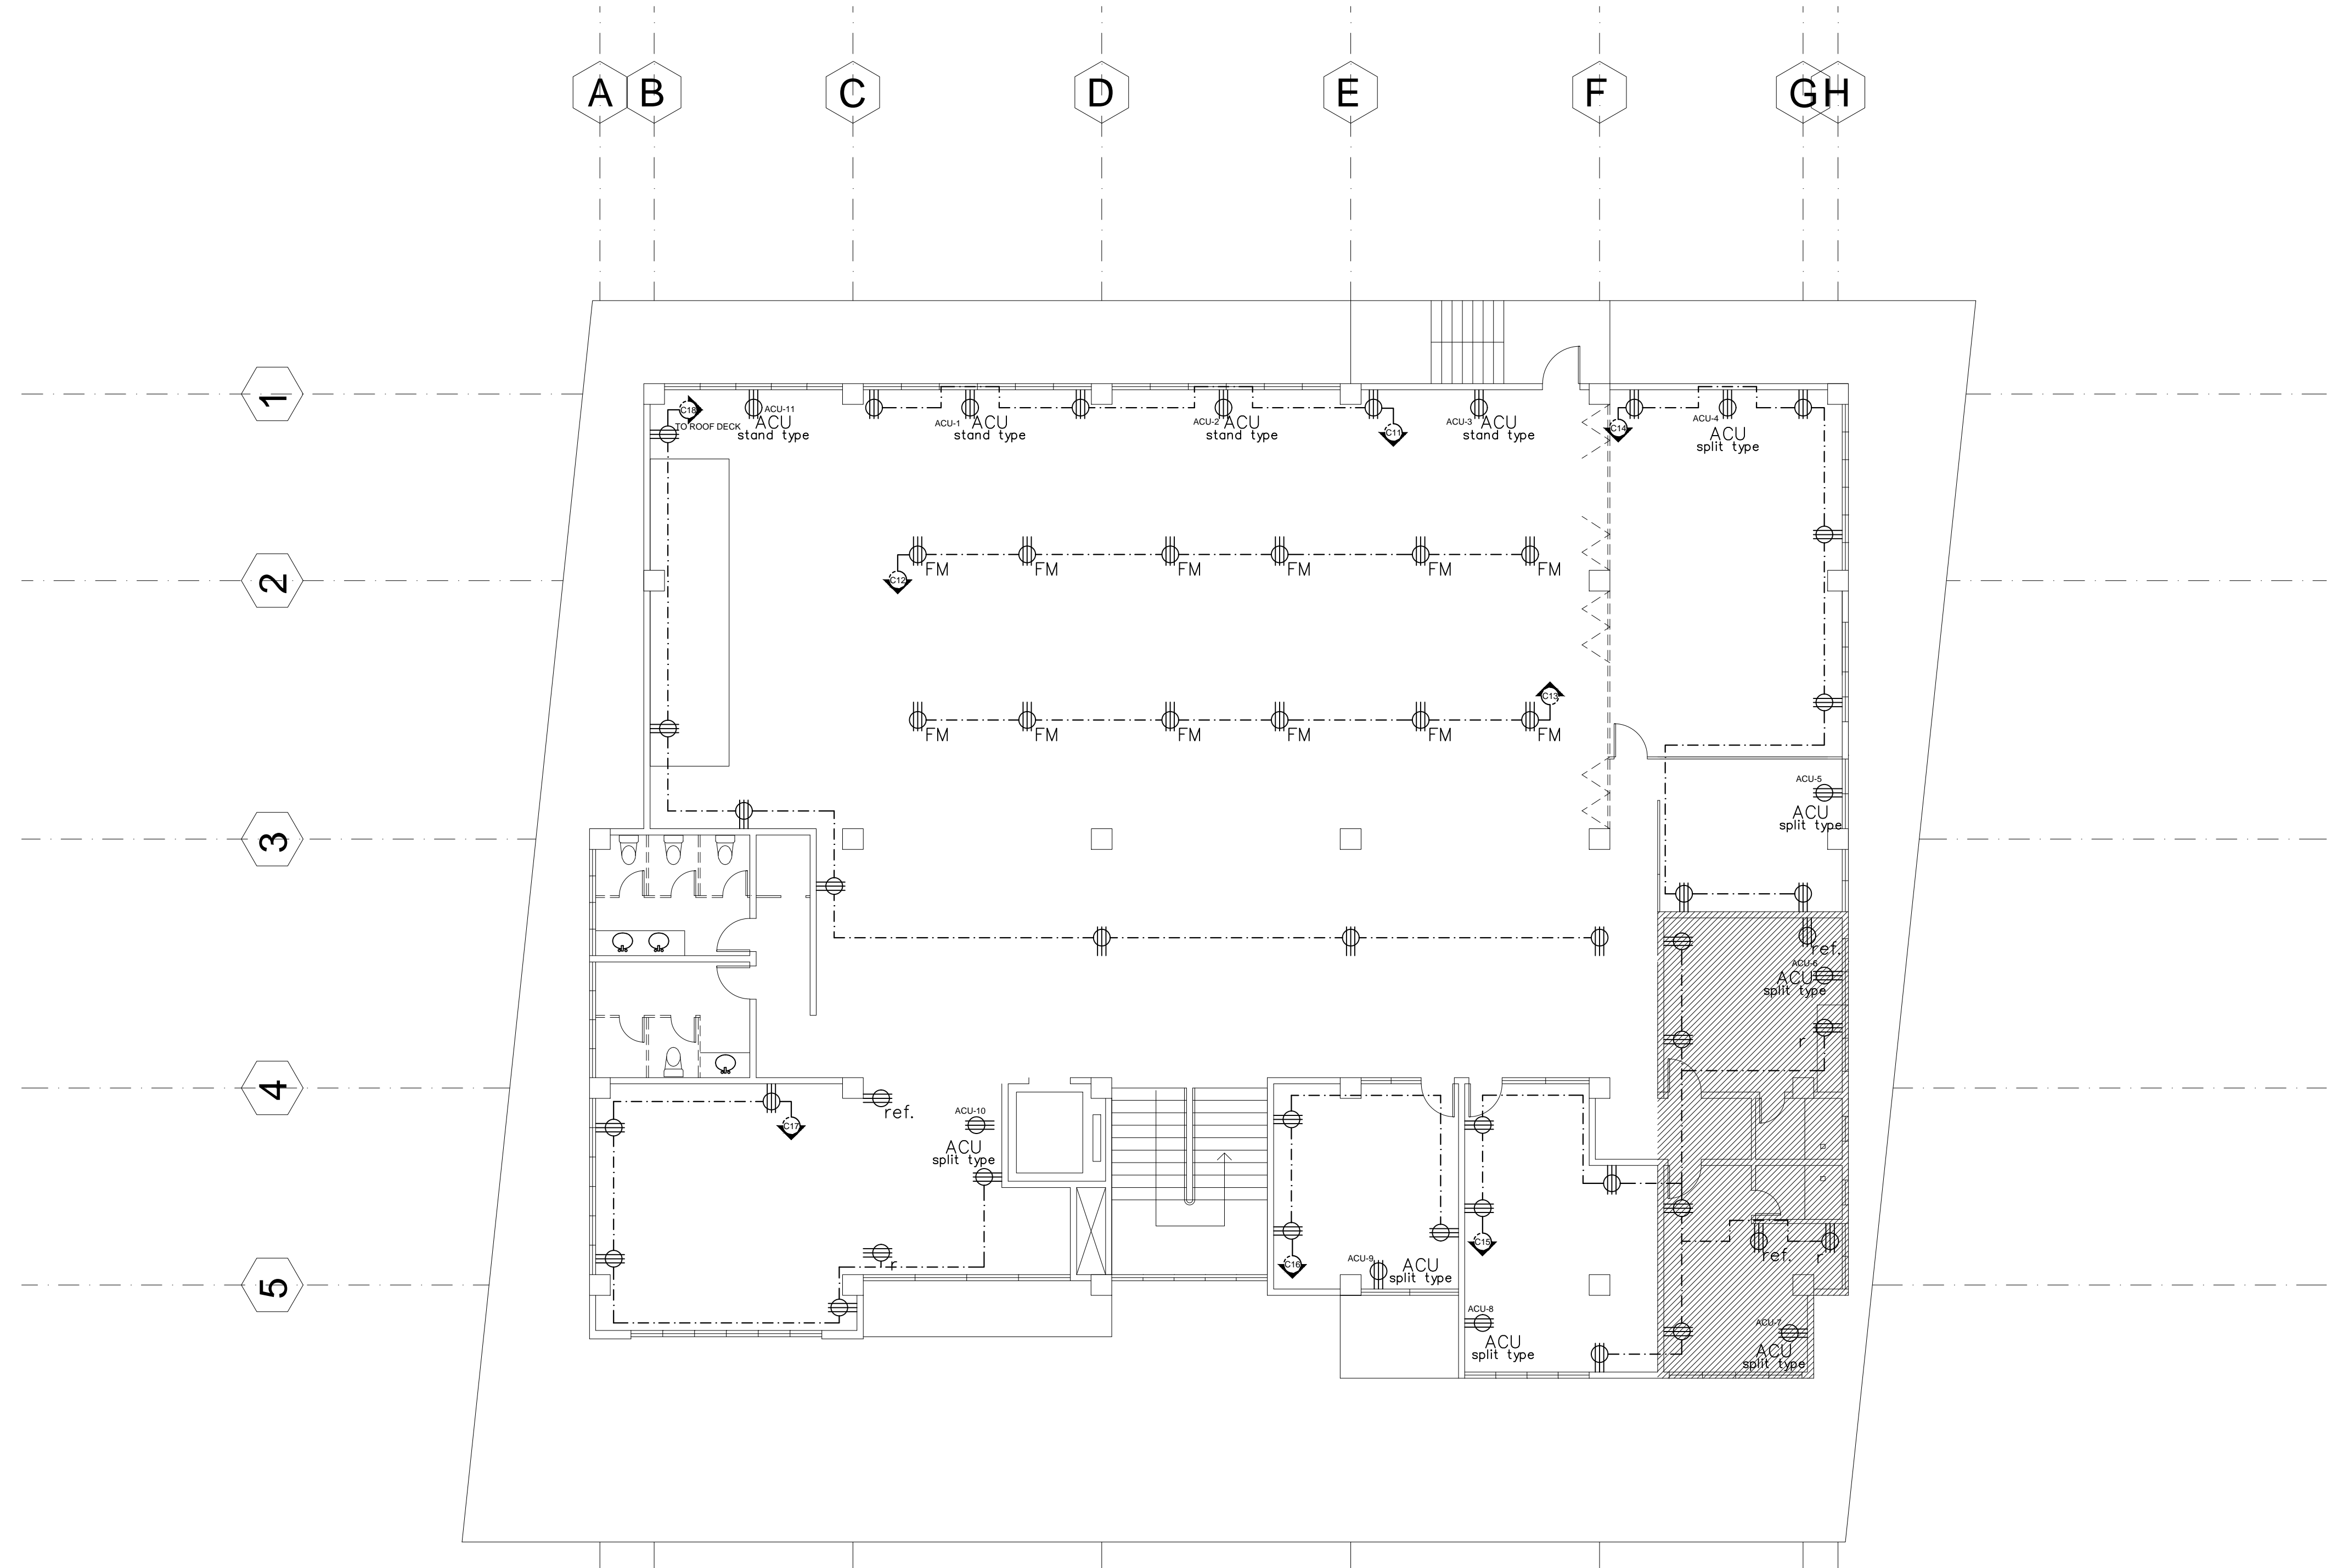 A B C D E F G H
1
C18
ACU-11
TO ROOF DECK
ACU
stand type
ACU-1 ACU
stand type
ACU-2 ACU
stand type
C11
ACU-3 ACU
stand type
C14
ACU-4
ACU
split type
2
C12
FM FM FM FM FM FM
C13
FM FM FM FM FM FM
ACU-5
ACU
split type
3
ref.
ACU-6
ACU
split type
r
4
C17
ref.
ACU-10
ACU
split type
r
C16
C15
ref. r
5
ACU-9
ACU
split type
ACU-8
ACU
split type
ACU-7
ACU
split type